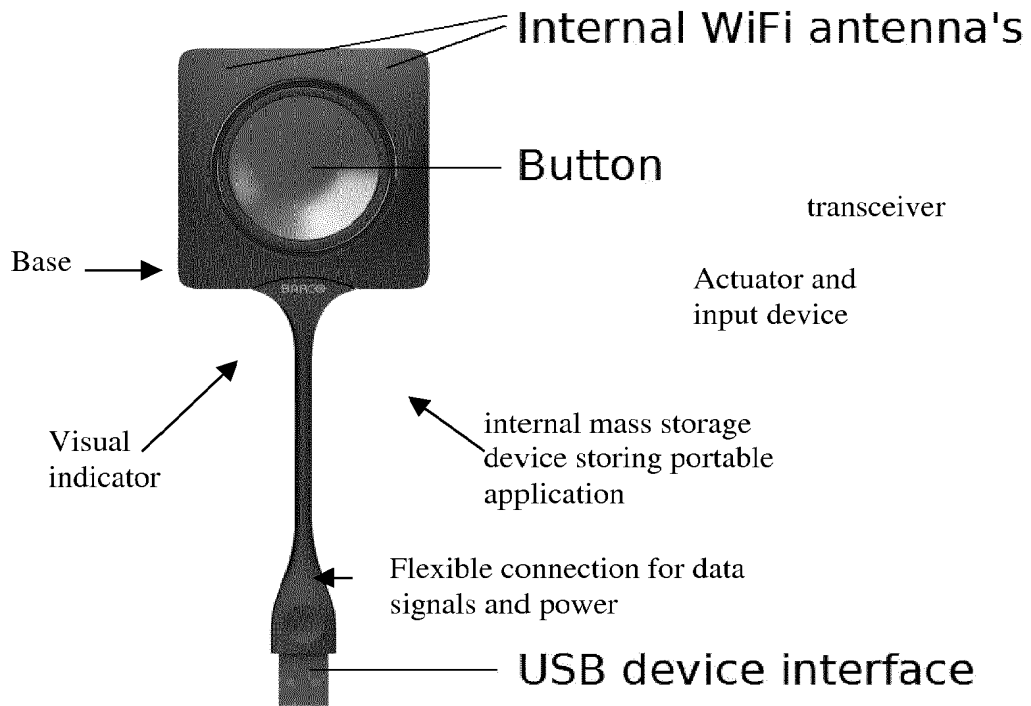 Internal WiFi antenna's
Button
transceiver
Base
Actuator and
input device
BARCO
Visual
indicator
internal mass storage
device storing portable
application
Flexible connection for data
signals and power
USB device interface